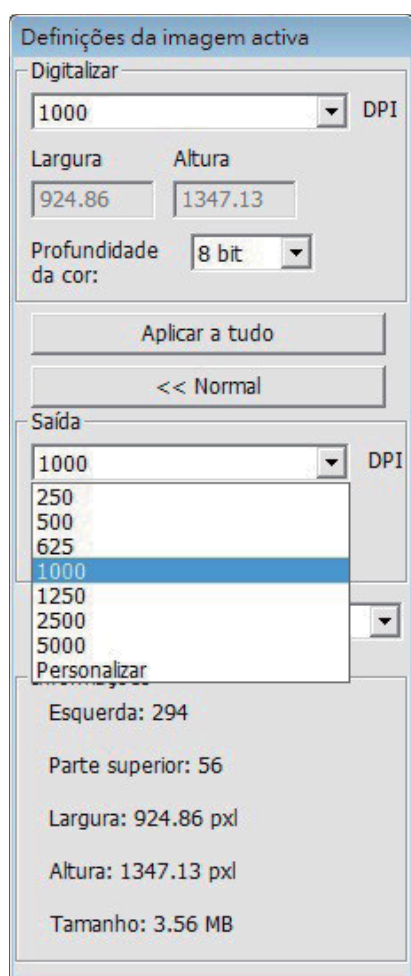 Definições da imagem activa
Digitalizar
1000 DPI
Largura Altura
924.86 1347.13
Profundidade 8 bit
da cor:
Aplicar a tudo
<< Normal
Saída
1000 DPI
250
500
625
1000
1250
2500
5000
Personalizar
Esquerda: 294
Parte superior: 56
Largura: 924.86 pxl
Altura: 1347.13 pxl
Tamanho: 3.56 MB